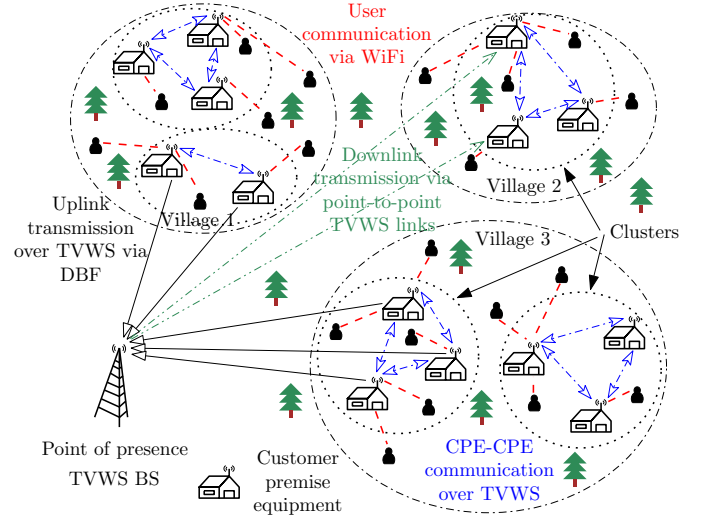 User
communication
via WiFi
Downlink
transmission via
point-to-point
TVWS links
Village 2
Uplink
transmission
over TVWS via
DBF
Village 1
Village 3
Clusters
Point of presence
TVWS BS
Customer
premise
equipment
CPE-CPE
communication
over TVWS